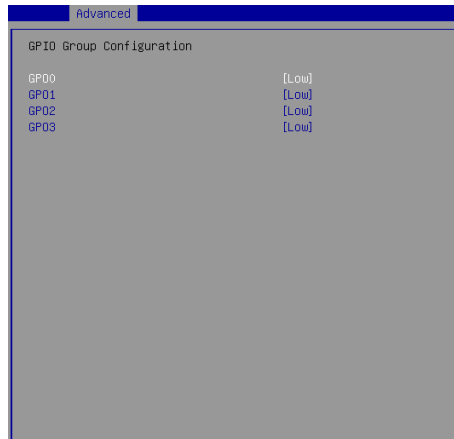 Advanced
GPIO Group Configuration
GPO0 [Low]
GPO1 [Low]
GPO2 [Low]
GPO3 [Low]